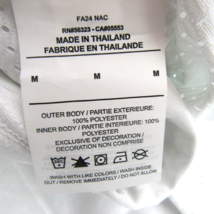 FA24 NAC
RN#56323 - CA#05553
MADE IN THAILAND
FABRIQUE EN THAILANDE
M M M
OUTER BODY / PARTIE EXTERIEURE:
100% POLYESTER
INNER BODY / PARTIE INTERIEURE:
100% POLYESTER
EXCLUSIVE OF DECORATION /
DECORATION NON COMPRISE
WASH WITH LIKE COLORS / WASH INSIDE
OUT / REMOVE IMMEDIATELY / DO NOT